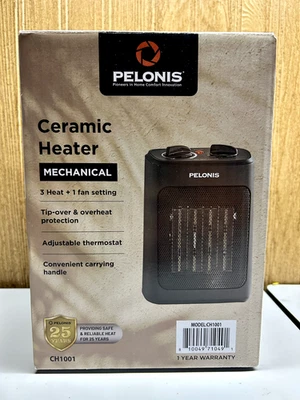 PELONIS
Pioneers in Home Comfort Innovation
Ceramic
Heater
MECHANICAL
3 Heat + 1 fan setting
Tip-over & overheat
protection
Adjustable thermostat
Convenient carrying
handle
PELONIS
PELONIS
25
YEARS
PROVIDING SAFE
& RELIABLE HEAT
FOR 25 YEARS
CH1001
MODEL:CH1001
1 YEAR WARRANTY